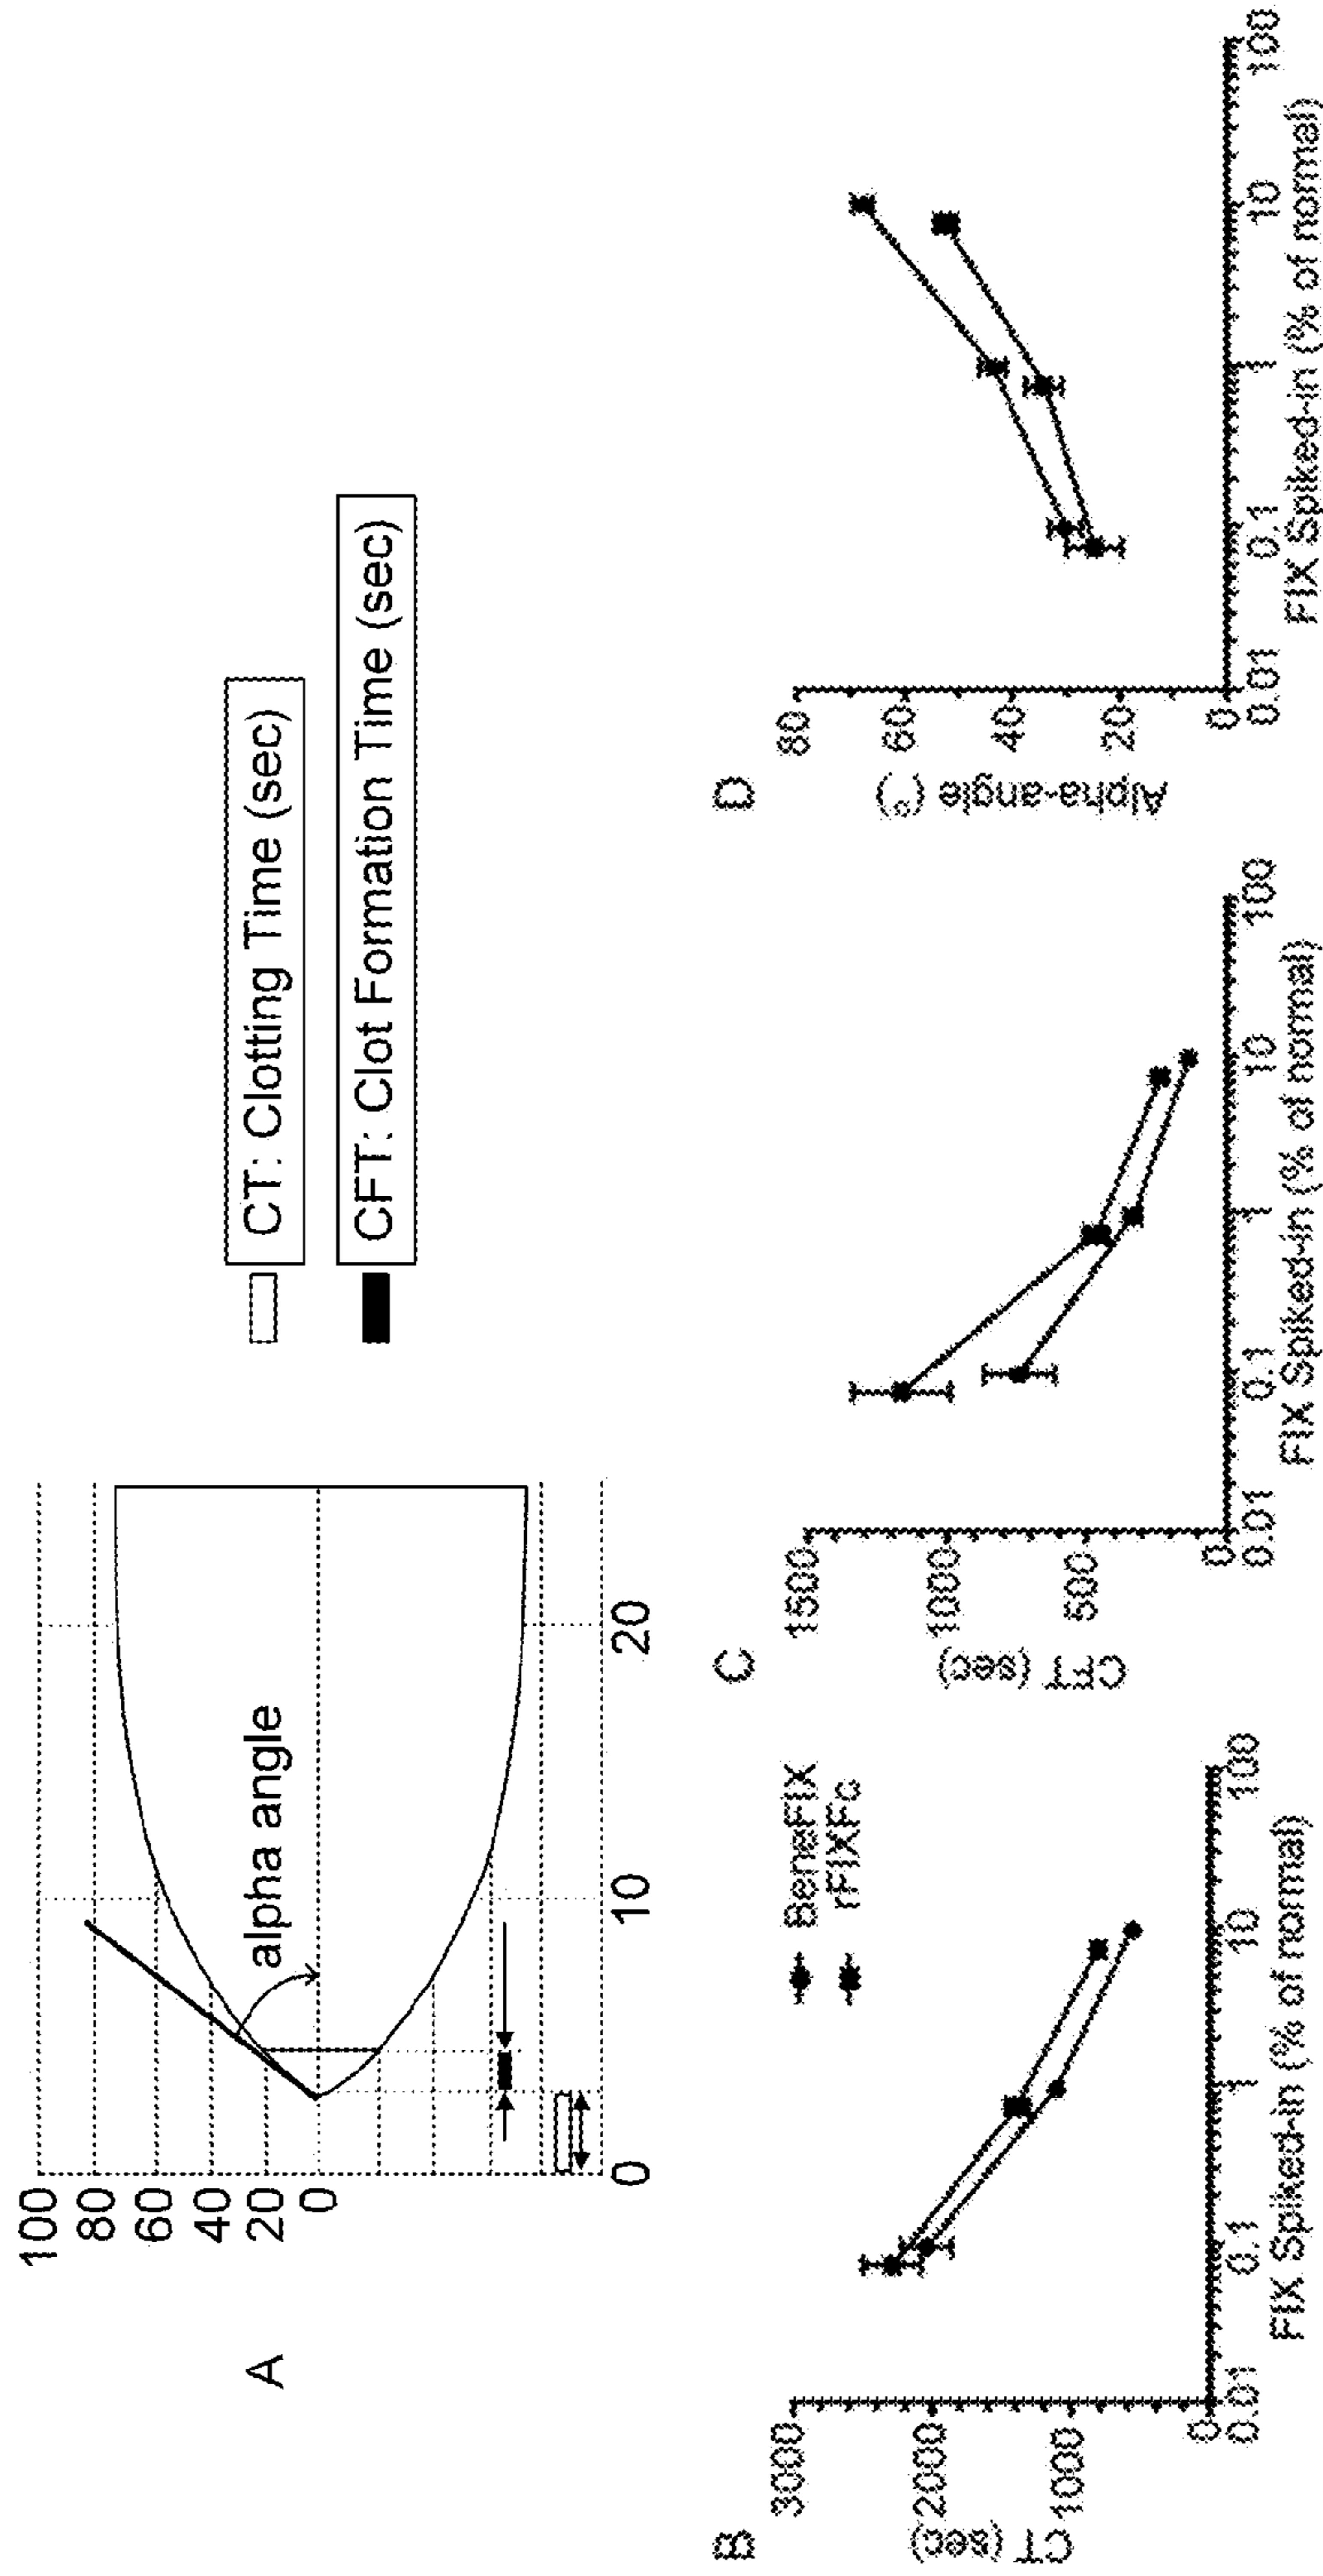 A
100
80
60
40
20
0
alpha angle
0
10
20
CT: Clotting Time (sec)
CFT: Clot Formation Time (sec)
B
BeneFIX
rFIXFc
CT (sec)
3000
2000
1000
0
0.01
0.1
1
10
100
FIX Spiked-in (% of normal)
C
CFT (sec)
1500
1000
500
0
0.01
0.1
1
10
100
FIX Spiked-in (% of normal)
D
Alpha-angle (°)
80
60
40
20
0
0.01
0.1
1
10
100
FIX Spiked-in (% of normal)